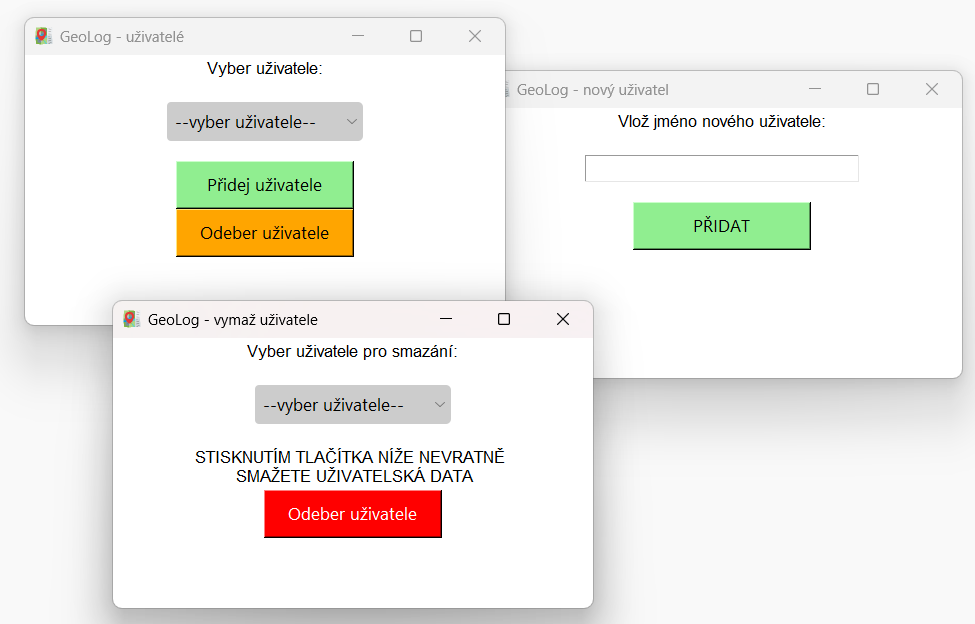 GeoLog - uživatelé
Vyber uživatele:
--vyber uživatele--
Přidej uživatele
Odeber uživatele
GeoLog - nový uživatel
Vlož jméno nového uživatele:
PŘIDAT
GeoLog - vymaž uživatele
Vyber uživatele pro smazání:
--vyber uživatele--
STISKNUTÍM TLAČÍTKA NÍŽE NEVRATNĚ
SMAŽETE UŽIVATELSKÁ DATA
Odeber uživatele